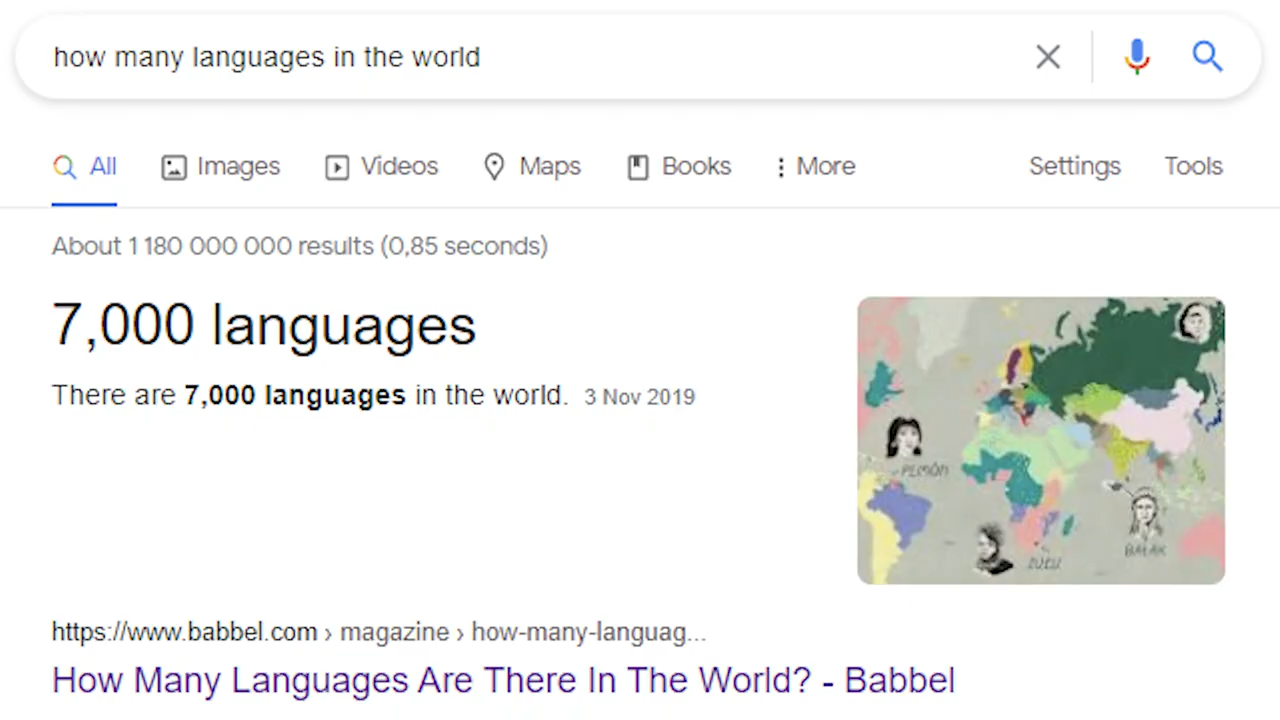 how many languages in the world
All Images Videos Maps Books More Settings Tools
About 1 180 000 000 results (0,85 seconds)
7,000 languages
There are 7,000 languages in the world. 3 Nov 2019
PEMÓN
ZULU
BATAK
https://www.babbel.com › magazine › how-many-languag...
How Many Languages Are There In The World? - Babbel